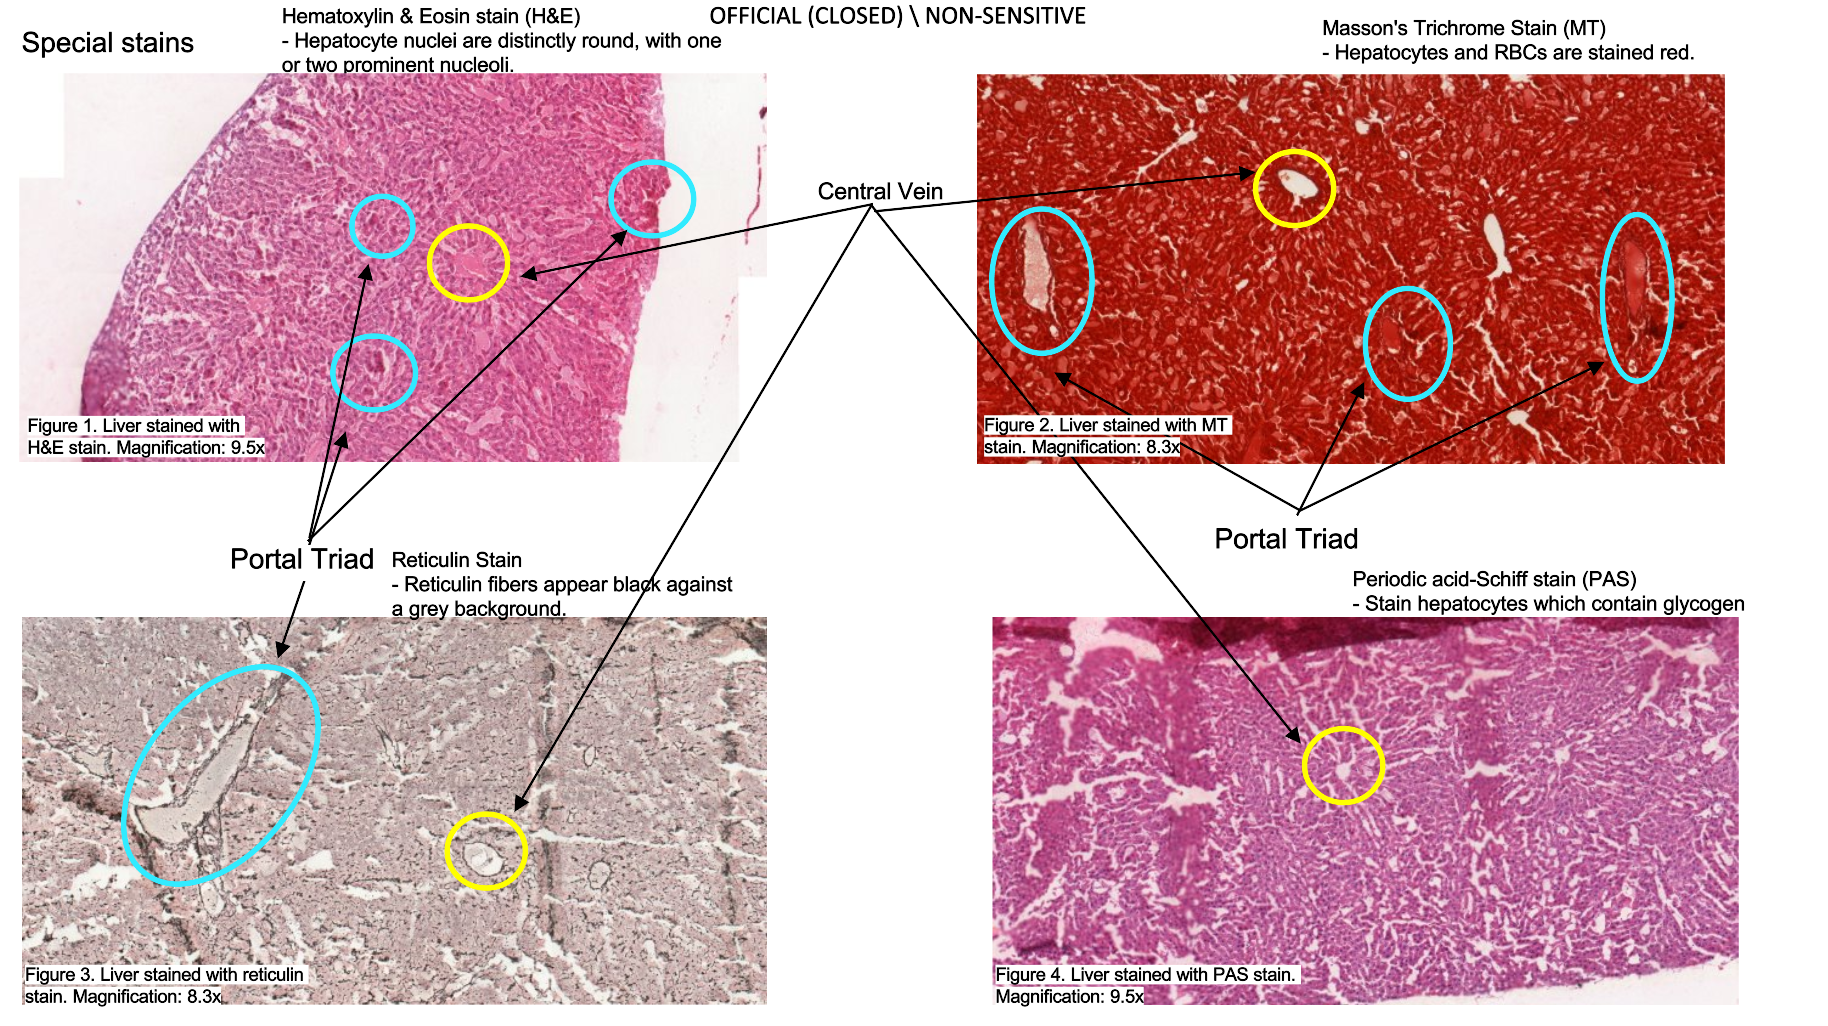 OFFICIAL (CLOSED) \ NON-SENSITIVE
Special stains
Hematoxylin & Eosin stain (H&E)
- Hepatocyte nuclei are distinctly round, with one
or two prominent nucleoli.
Masson's Trichrome Stain (MT)
- Hepatocytes and RBCs are stained red.
Central Vein
Figure 1. Liver stained with
H&E stain. Magnification: 9.5x
Figure 2. Liver stained with MT
stain. Magnification: 8.3x
Portal Triad
Portal Triad
Reticulin Stain
- Reticulin fibers appear black against
a grey background.
Periodic acid-Schiff stain (PAS)
- Stain hepatocytes which contain glycogen
Figure 3. Liver stained with reticulin
stain. Magnification: 8.3x
Figure 4. Liver stained with PAS stain.
Magnification: 9.5x